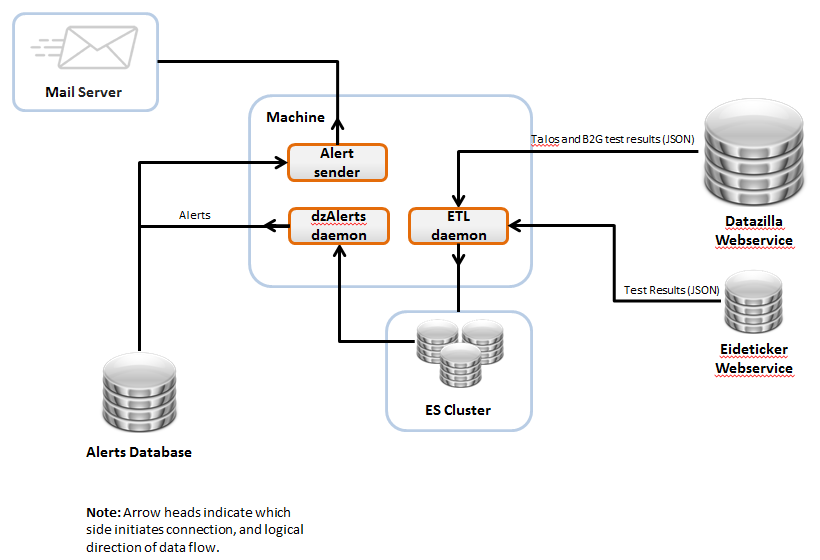 Mail Server
Machine
Alert
sender
dzAlerts
daemon
ETL
daemon
Talos and B2G test results (JSON)
Datazilla
Webservice
Alerts
Test Results (JSON)
Eideticker
Webservice
ES Cluster
Alerts Database
Note: Arrow heads indicate which
side initiates connection, and logical
direction of data flow.